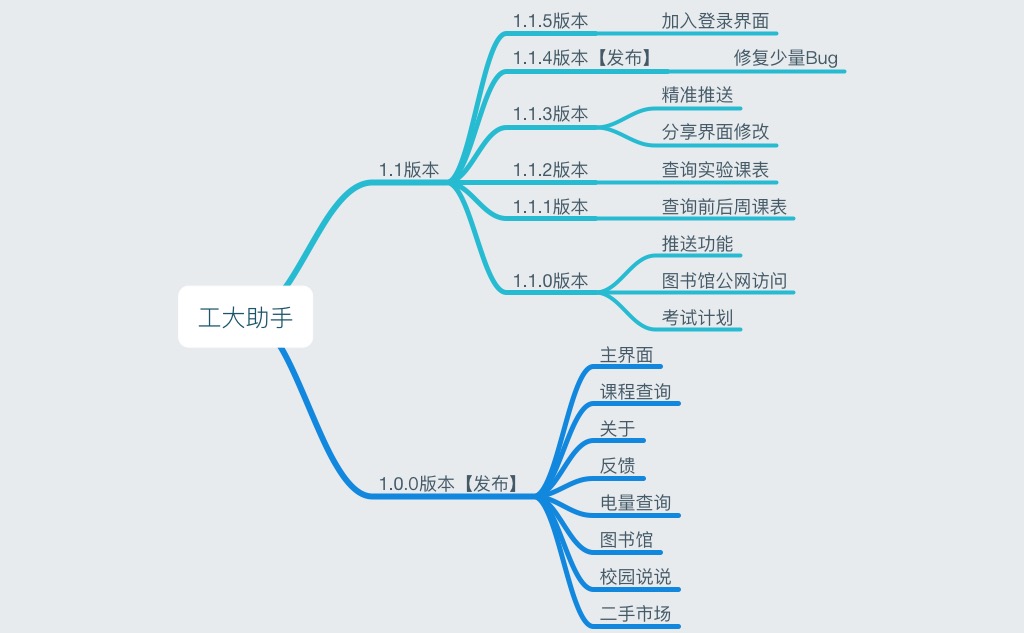 工大助手
1.1版本
1.1.5版本
加入登录界面
1.1.4版本【发布】
修复少量Bug
1.1.3版本
精准推送
分享界面修改
1.1.2版本
查询实验课表
1.1.1版本
查询前后周课表
1.1.0版本
推送功能
图书馆公网访问
考试计划
1.0.0版本【发布】
主界面
课程查询
关于
反馈
电量查询
图书馆
校园说说
二手市场